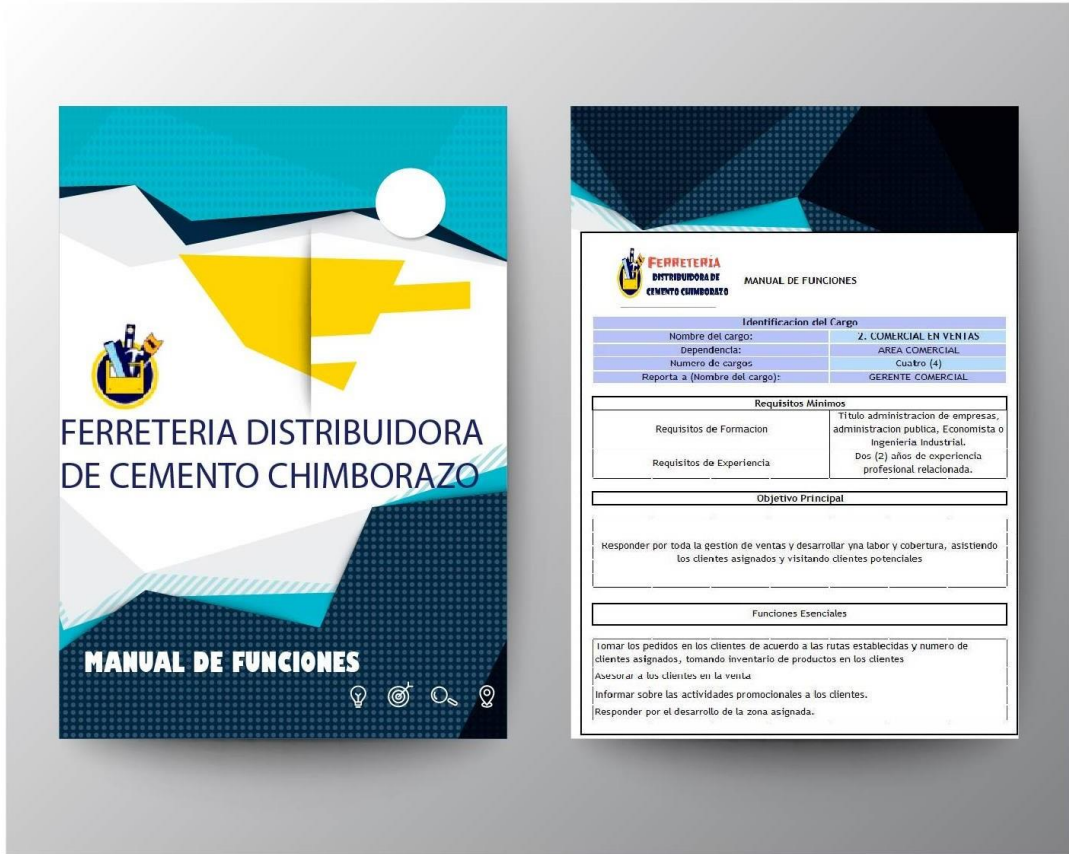 FERRETERIA DISTRIBUIDORA
DE CEMENTO CHIMBORAZO
MANUAL DE FUNCIONES
FERRETERÍA
DISTRIBUIDORA DE
CEMENTO CHIMBORAZO
MANUAL DE FUNCIONES
Identificacion del Cargo
Nombre del cargo: 2. COMERCIAL EN VENTAS
Dependencia: AREA COMERCIAL
Numero de cargos Cuatro (4)
Reporta a (Nombre del cargo): GERENTE COMERCIAL
Requisitos Minimos
Requisitos de Formacion
Titulo administracion de empresas,
administracion publica, Economista o
Ingenieria Industrial.
Requisitos de Experiencia
Dos (2) años de experiencia
profesional relacionada.
Objetivo Principal
Responder por toda la gestion de ventas y desarrollar yna labor y cobertura, asistiendo
los clientes asignados y visitando clientes potenciales
Funciones Esenciales
Tomar los pedidos en los clientes de acuerdo a las rutas establecidas y numero de
clientes asignados, tomando inventario de productos en los clientes
Asesorar a los clientes en la venta
Informar sobre las actividades promocionales a los clientes.
Responder por el desarrollo de la zona asignada.